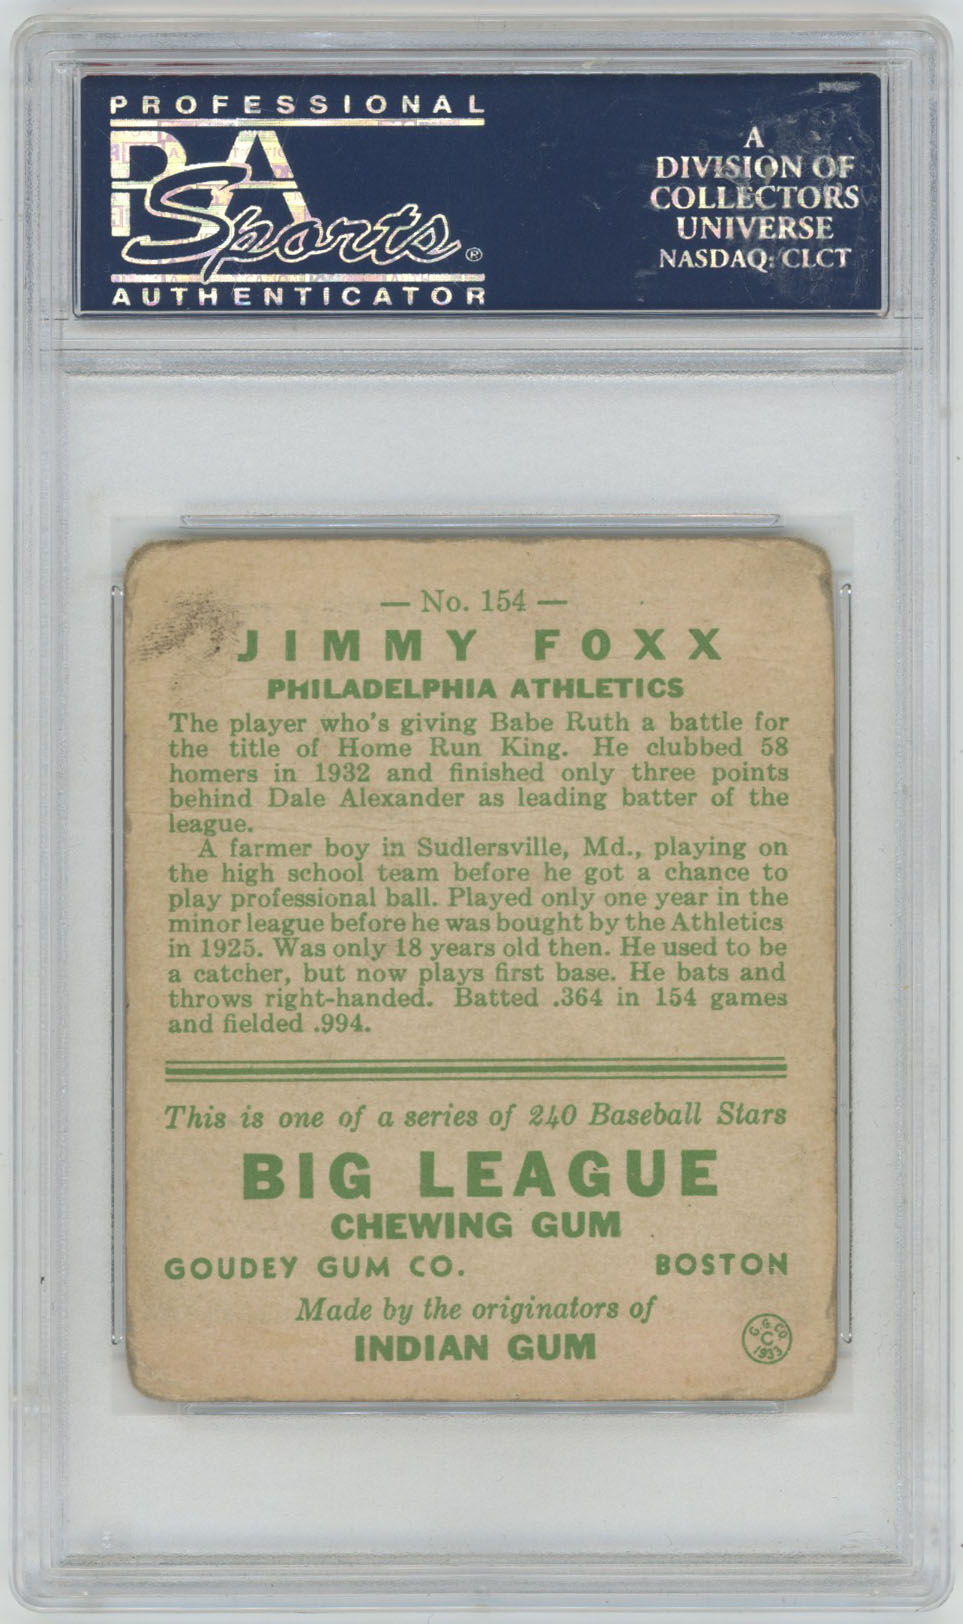 PROFESSIONAL
PSA
Sports®
AUTHENTICATOR
A
DIVISION OF
COLLECTORS
UNIVERSE
NASDAQ: CLCT
— No. 154 —
JIMMY FOXX
PHILADELPHIA ATHLETICS
The player who's giving Babe Ruth a battle for
the title of Home Run King. He clubbed 58
homers in 1932 and finished only three points
behind Dale Alexander as leading batter of the
league.
A farmer boy in Sudlersville, Md., playing on
the high school team before he got a chance to
play professional ball. Played only one year in the
minor league before he was bought by the Athletics
in 1925. Was only 18 years old then. He used to be
a catcher, but now plays first base. He bats and
throws right-handed. Batted .364 in 154 games
and fielded .994.
This is one of a series of 240 Baseball Stars
BIG LEAGUE
CHEWING GUM
GOUDEY GUM CO. BOSTON
Made by the originators of
INDIAN GUM
G. G. CO
C
1933